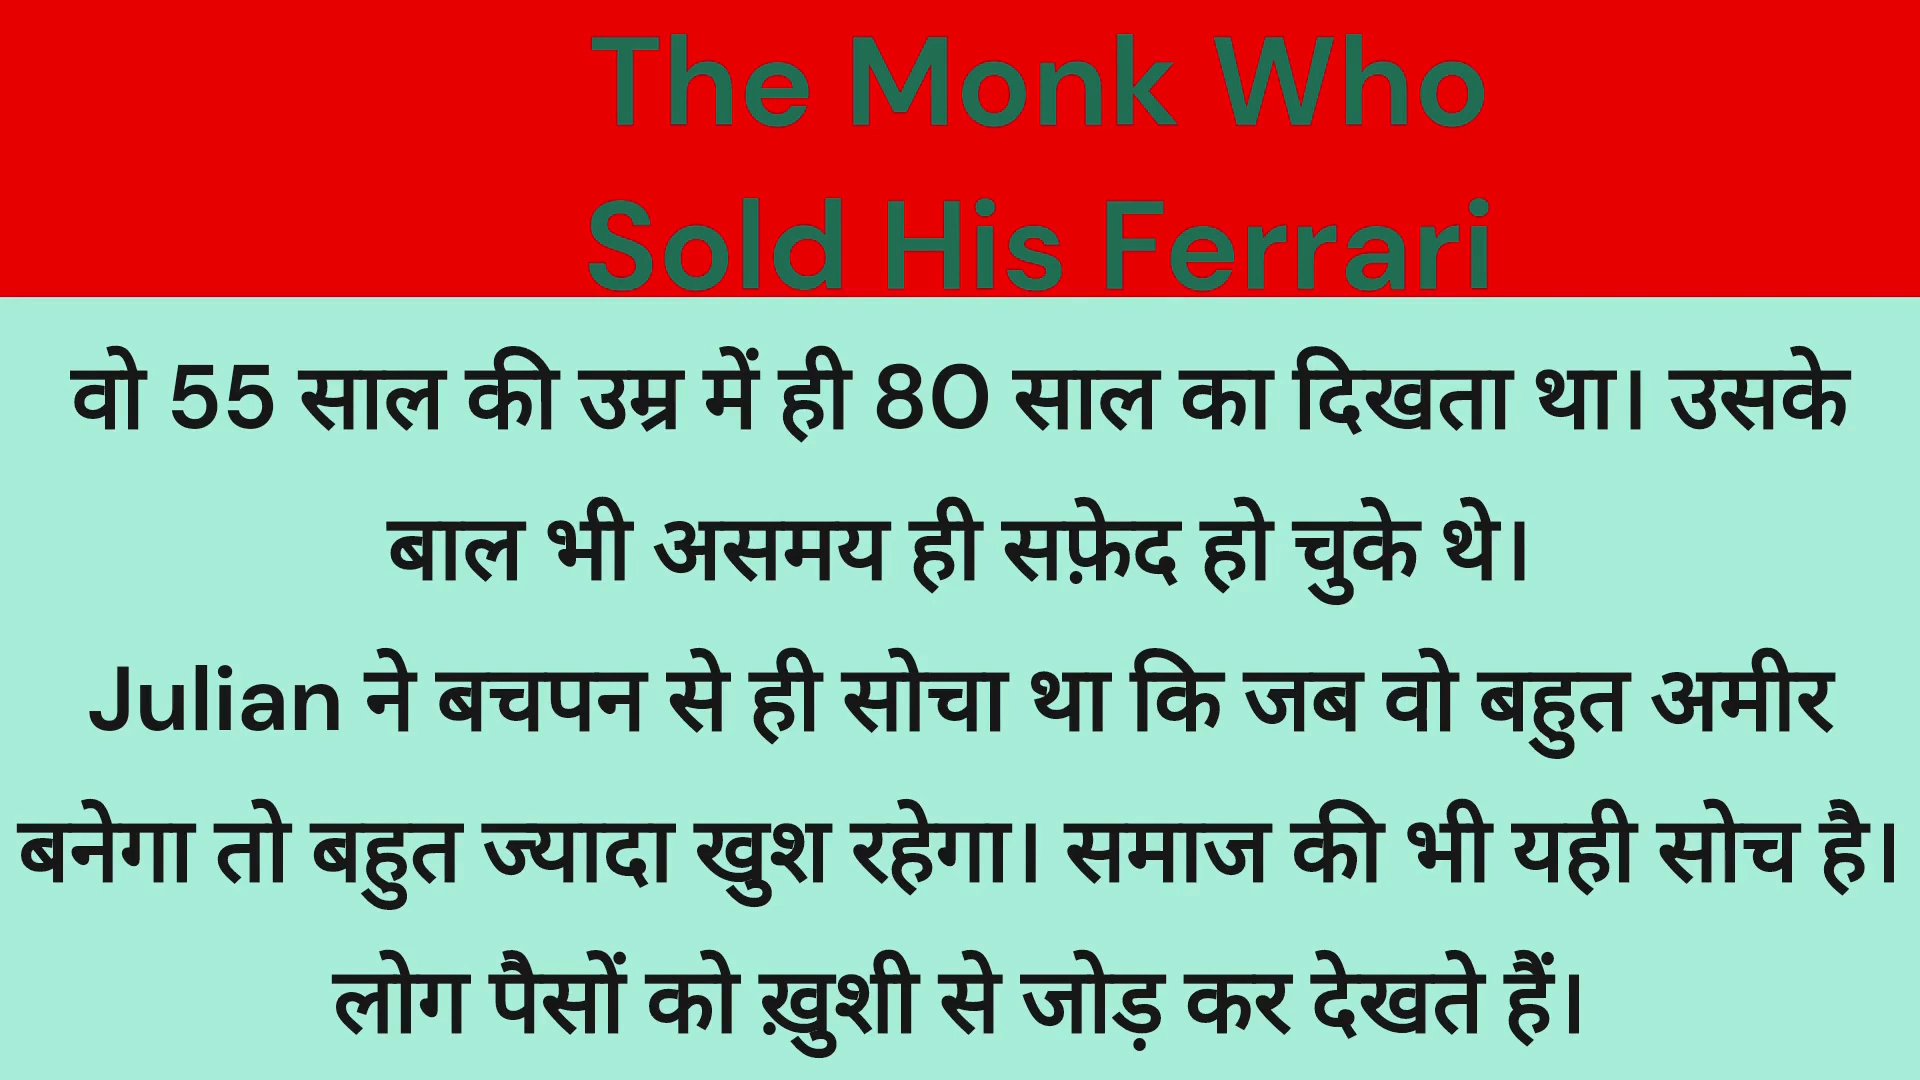 The Monk Who
Sold His Ferrari
वो 55 साल की उम्र में ही 80 साल का दिखता था। उसके
बाल भी असमय ही सफ़ेद हो चुके थे।
Julian ने बचपन से ही सोचा था कि जब वो बहुत अमीर
बनेगा तो बहुत ज्यादा खुश रहेगा। समाज की भी यही सोच है।
लोग पैसों को ख़ुशी से जोड़ कर देखते हैं।